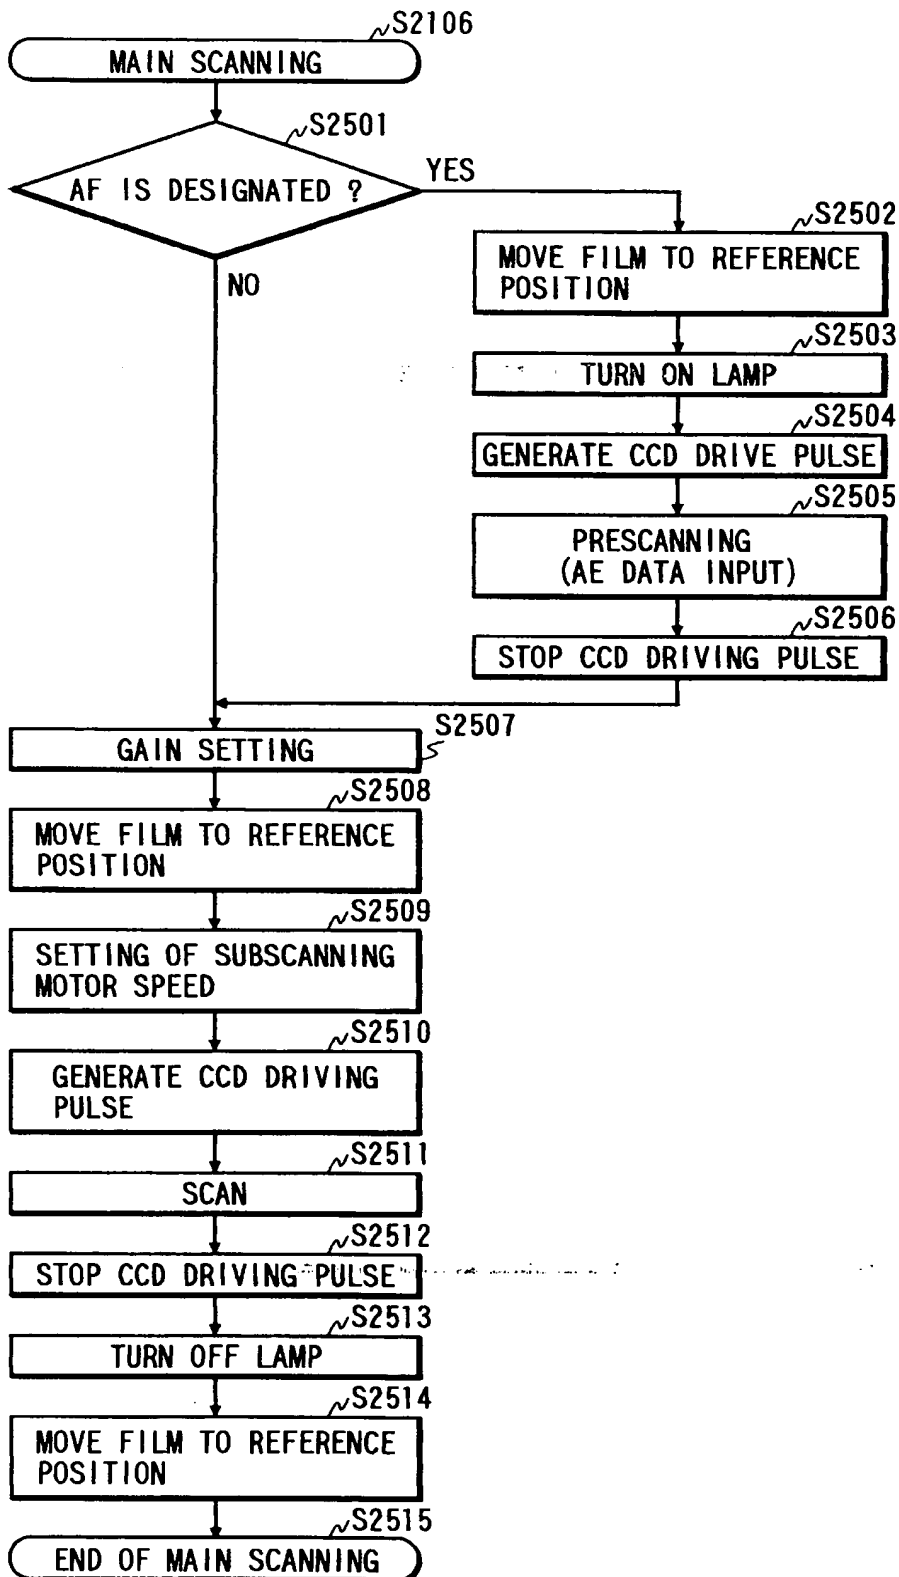 S2106
MAIN SCANNING
S2501
AF IS DESIGNATED ?
YES
NO
S2502
MOVE FILM TO REFERENCE
POSITION
S2503
TURN ON LAMP
S2504
GENERATE CCD DRIVE PULSE
S2505
PRESCANNING
(AE DATA INPUT)
S2506
STOP CCD DRIVING PULSE
S2507
GAIN SETTING
S2508
MOVE FILM TO REFERENCE
POSITION
S2509
SETTING OF SUBSCANNING
MOTOR SPEED
S2510
GENERATE CCD DRIVING
PULSE
S2511
SCAN
S2512
STOP CCD DRIVING PULSE
S2513
TURN OFF LAMP
S2514
MOVE FILM TO REFERENCE
POSITION
S2515
END OF MAIN SCANNING